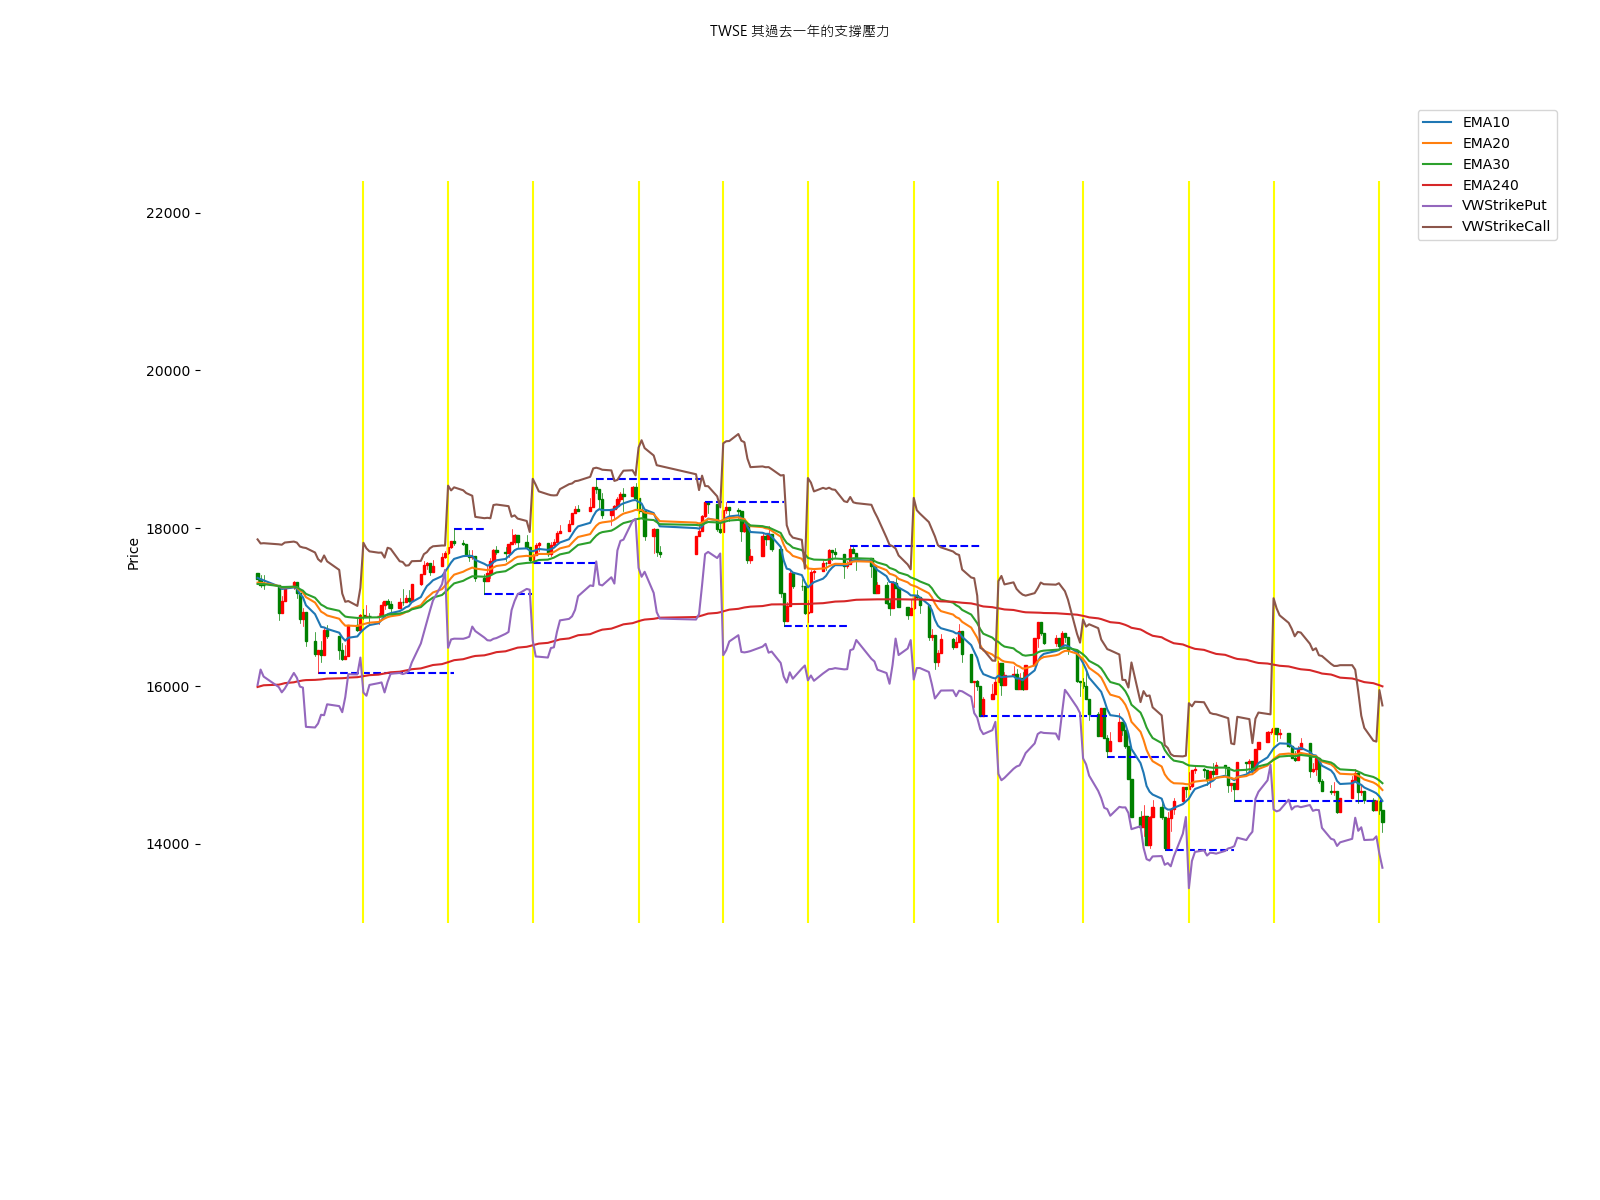 TWSE 其過去一年的支撐壓力
EMA10
EMA20
EMA30
EMA240
VWStrikePut
VWStrikeCall
22000
20000
18000
16000
14000
Price